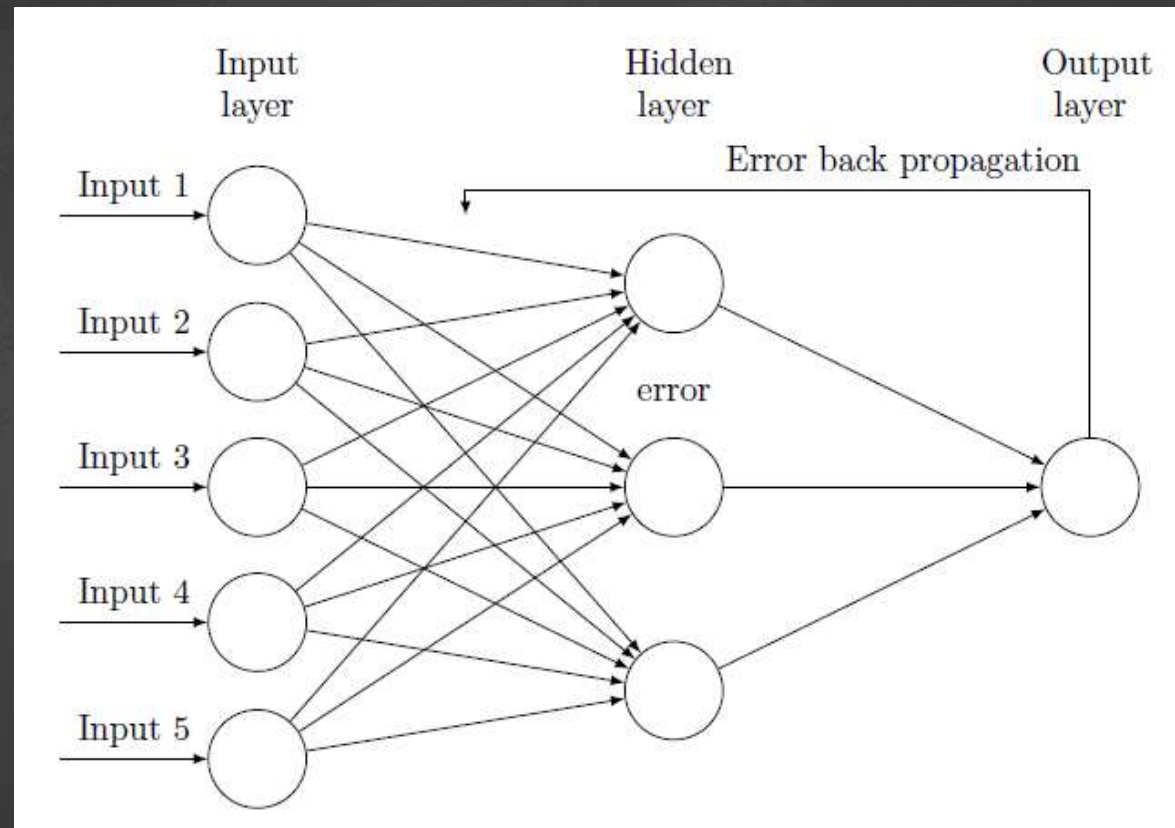 Input
layer
Hidden
layer
Output
layer
Error back propagation
Input 1
Input 2
error
Input 3
Input 4
Input 5